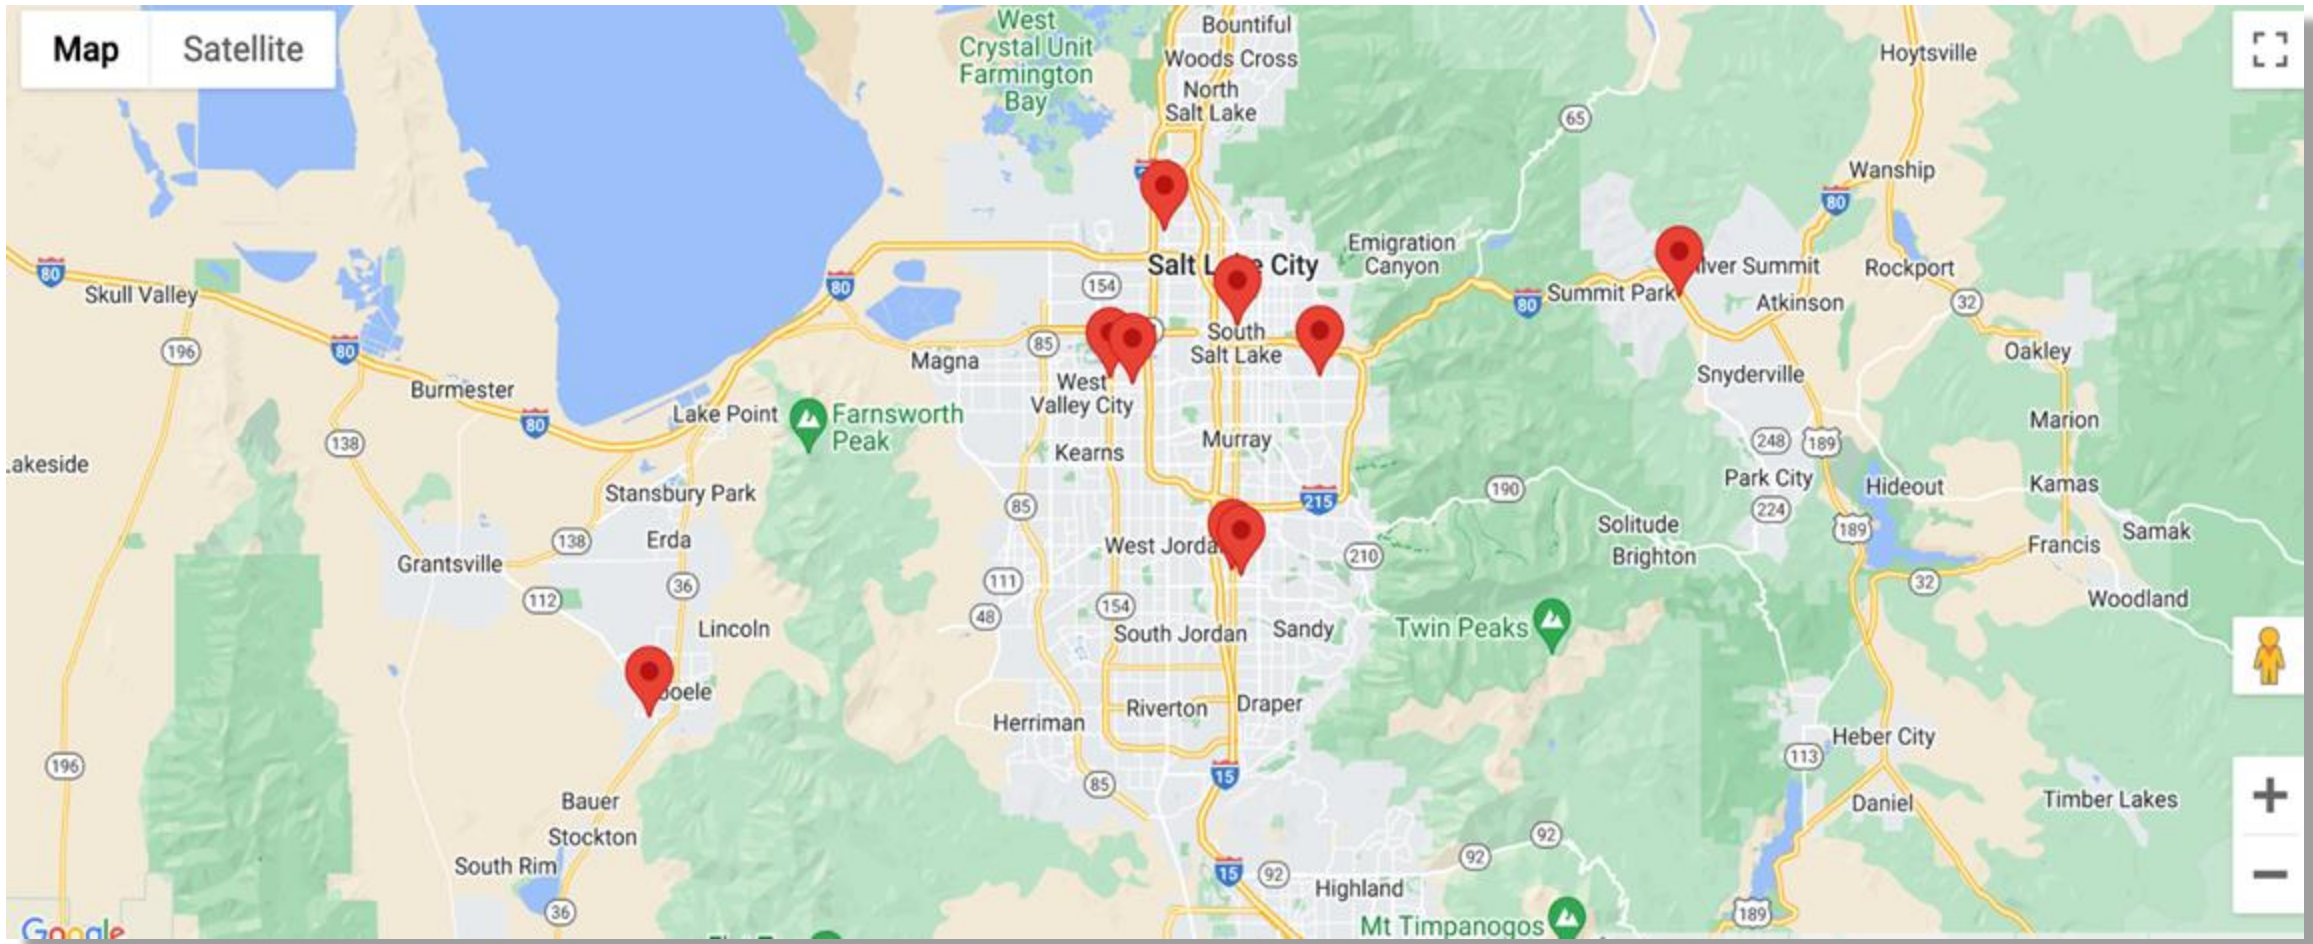 Map
Satellite
West
Crystal Unit
Farmington
Bay
Bountiful
Woods Cross
North
Salt Lake
Hoytsville
65
Wanship
80
Emigration
Canyon
Salt L e City
80
Skull Valley
80
154
Summit Park
ilver Summit
Rockport
Atkinson
80
32
196
80
Magna
85
South
Salt Lake
Oakley
Burmester
West
Valley City
Snyderville
Lake Point
Farnsworth
Peak
80
Marion
138
Kearns
Murray
248
189
akeside
Stansbury Park
85
215
190
Park City
224
Hideout
Kamas
138
Erda
West Jorda
210
Solitude
Brighton
189
Samak
Francis
Grantsville
36
111
32
112
154
48
Woodland
Lincoln
South Jordan
Sandy
Twin Peaks
ooele
Herriman
Riverton
Draper
196
85
15
Heber City
113
Bauer
Stockton
Daniel
Timber Lakes
92
92
South Rim
15
92
Highland
36
Mt Timpanogos
189
Google